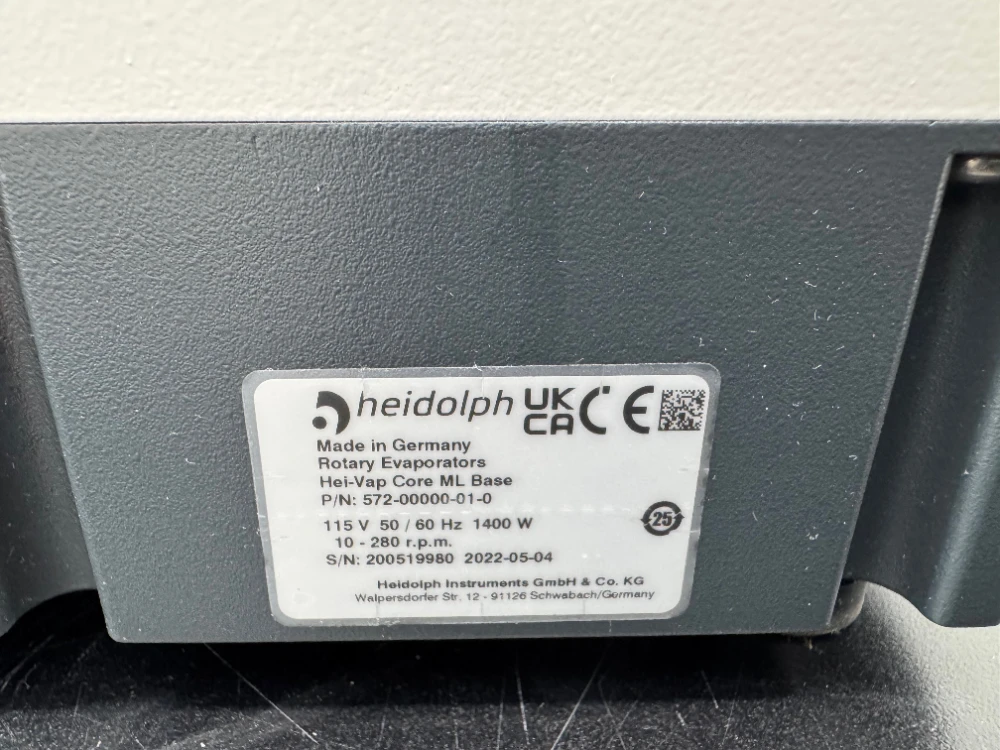 heidolph UK CA CE
Made in Germany
Rotary Evaporators
Hei-Vap Core ML Base
P/N: 572-00000-01-0
115 V 50 / 60 Hz 1400 W
25
10 - 280 r.p.m.
S/N: 200519980 2022-05-04
Heidolph Instruments GmbH & Co. KG
Walpersdorfer Str. 12 - 91126 Schwabach/Germany